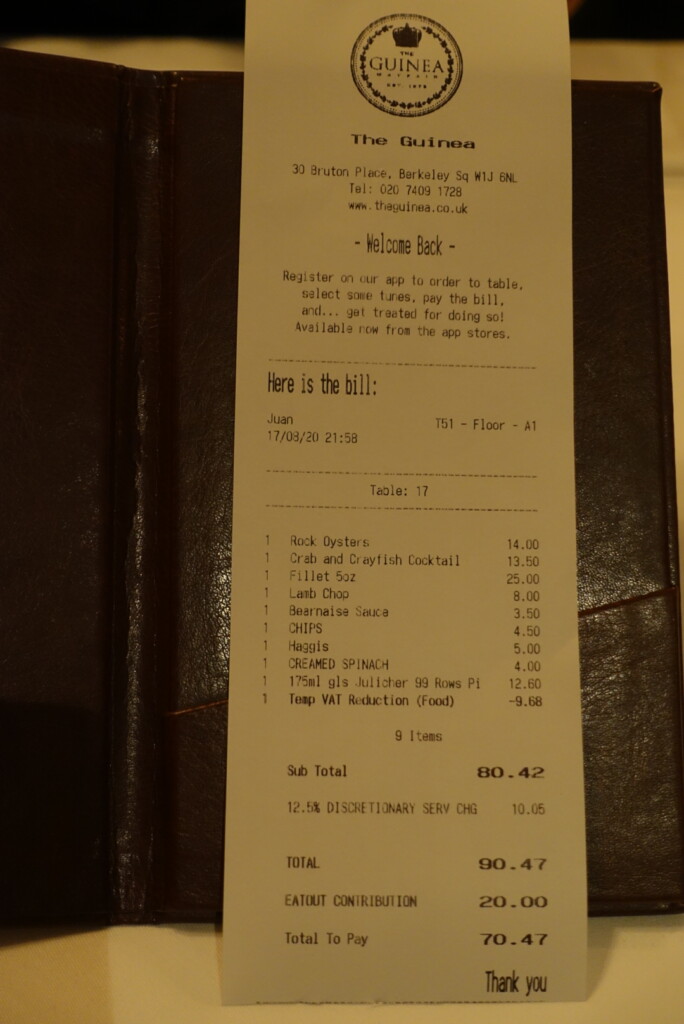 THE
GUINEA
MAYFAIR
The Guinea
30 Bruton Place, Berkeley Sq W1J 6NL
Tel: 020 7409 1728
www.theguinea.co.uk
- Welcome Back -
Register on our app to order to table,
select some tunes, pay the bill,
and... get treated for doing so!
Available now from the app stores.
Here is the bill:
Juan T51 - Floor - A1
17/08/20 21:58
Table: 17
1 Rock Oysters 14.00
1 Crab and Crayfish Cocktail 13.50
1 Fillet 5oz 25.00
1 Lamb Chop 8.00
1 Bearnaise Sauce 3.50
1 CHIPS 4.50
1 Haggis 5.00
1 CREAMED SPINACH 4.00
1 175ml gls Julicher 99 Rows Pi 12.60
1 Temp VAT Reduction (Food) -9.68
9 Items
Sub Total 80.42
12.5% DISCRETIONARY SERV CHG 10.05
TOTAL 90.47
EATOUT CONTRIBUTION 20.00
Total To Pay 70.47
Thank you